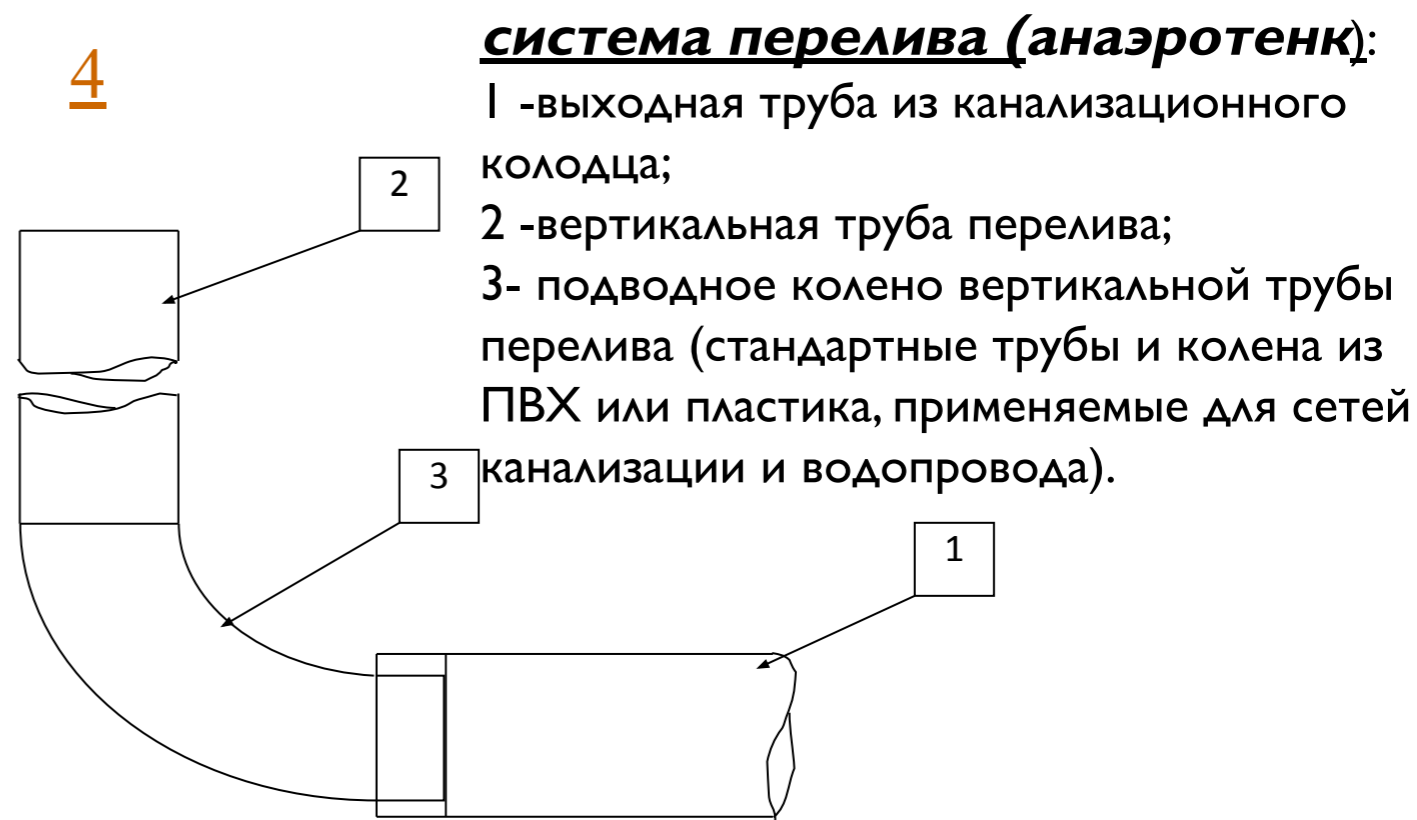 4
система перелива (анаэротенк):
1 -выходная труба из канализационного
колодца;
2 -вертикальная труба перелива;
3- подводное колено вертикальной трубы
перелива (стандартные трубы и колена из
ПВХ или пластика, применяемые для сетей
канализации и водопровода).
2
3
1